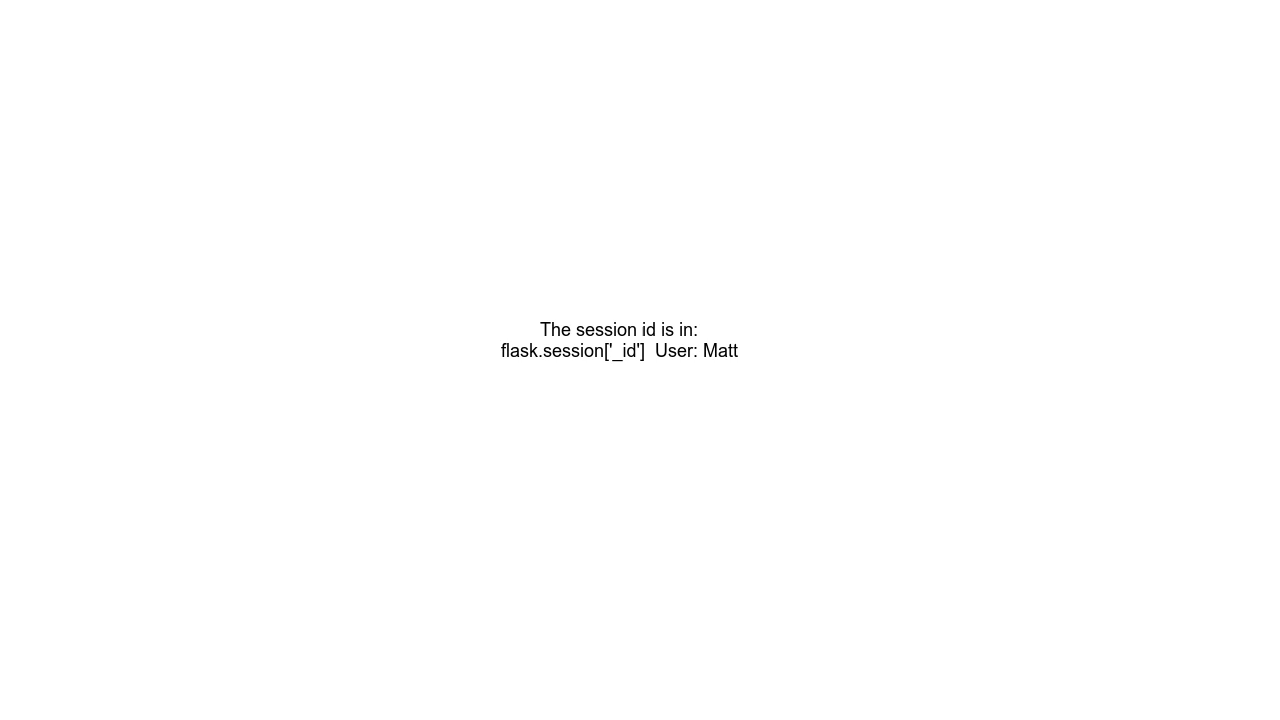 The session id is in:
flask.session['_id']  User: Matt